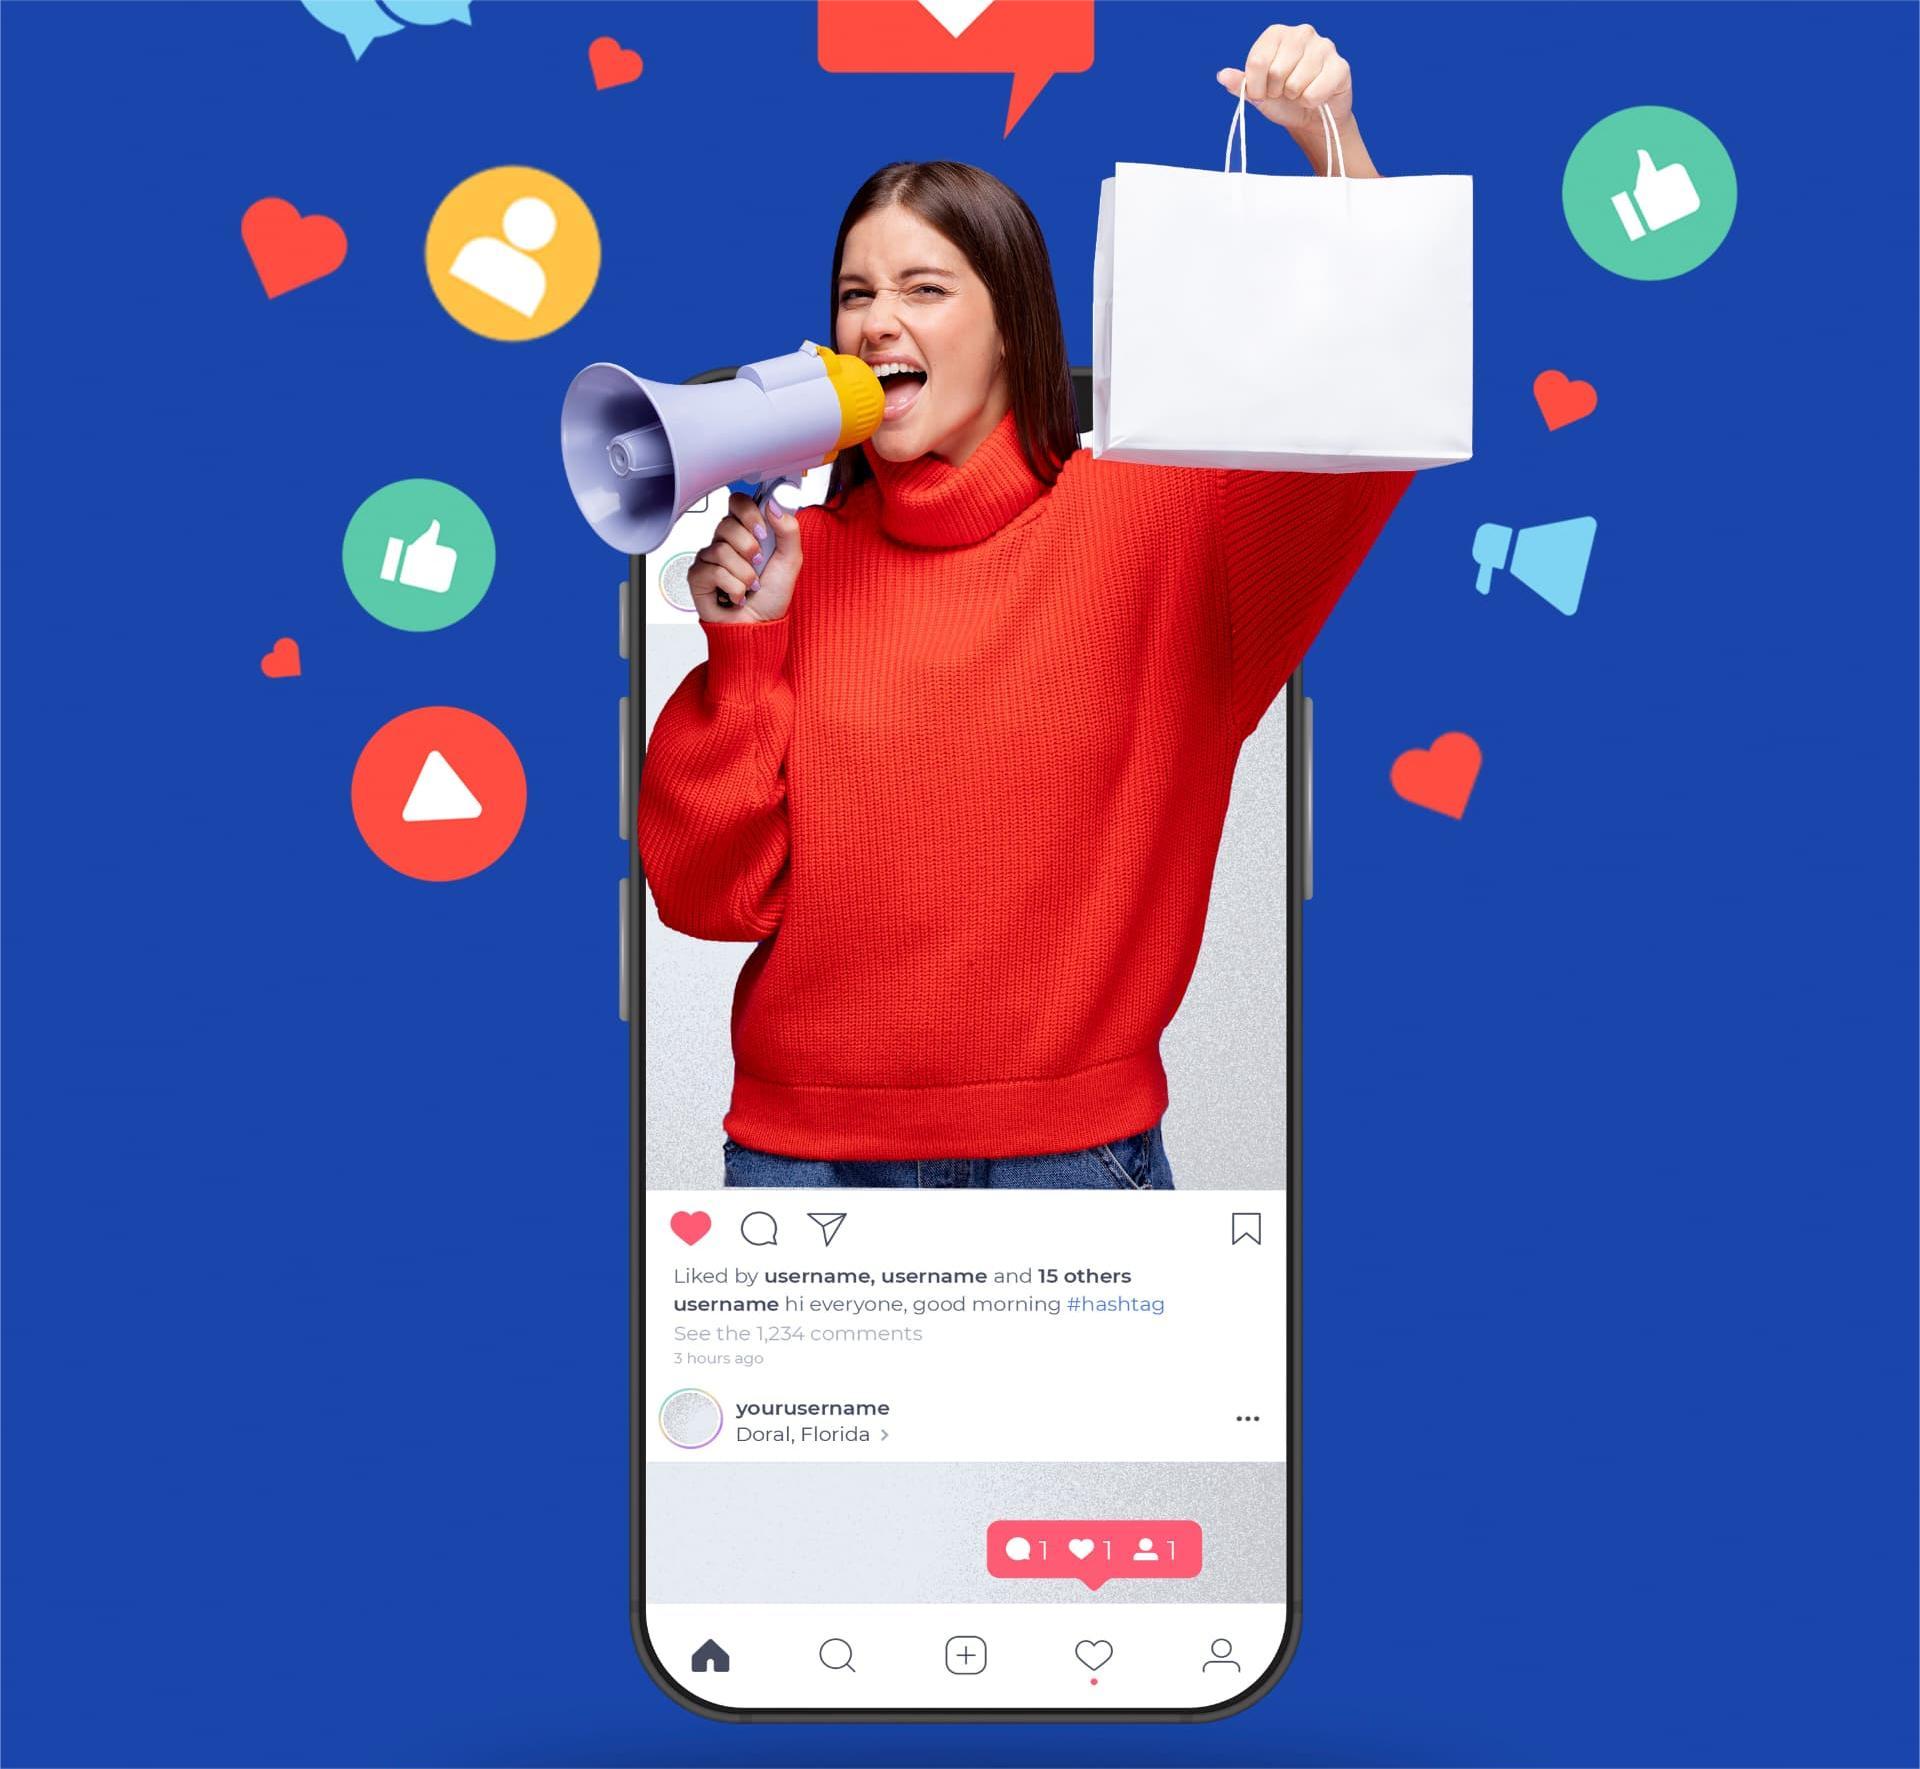 Liked by username, username and 15 others
username hi everyone, good morning #hashtag
See the 1,234 comments
3 hours ago
yourusername
Doral, Florida >
1 1 1